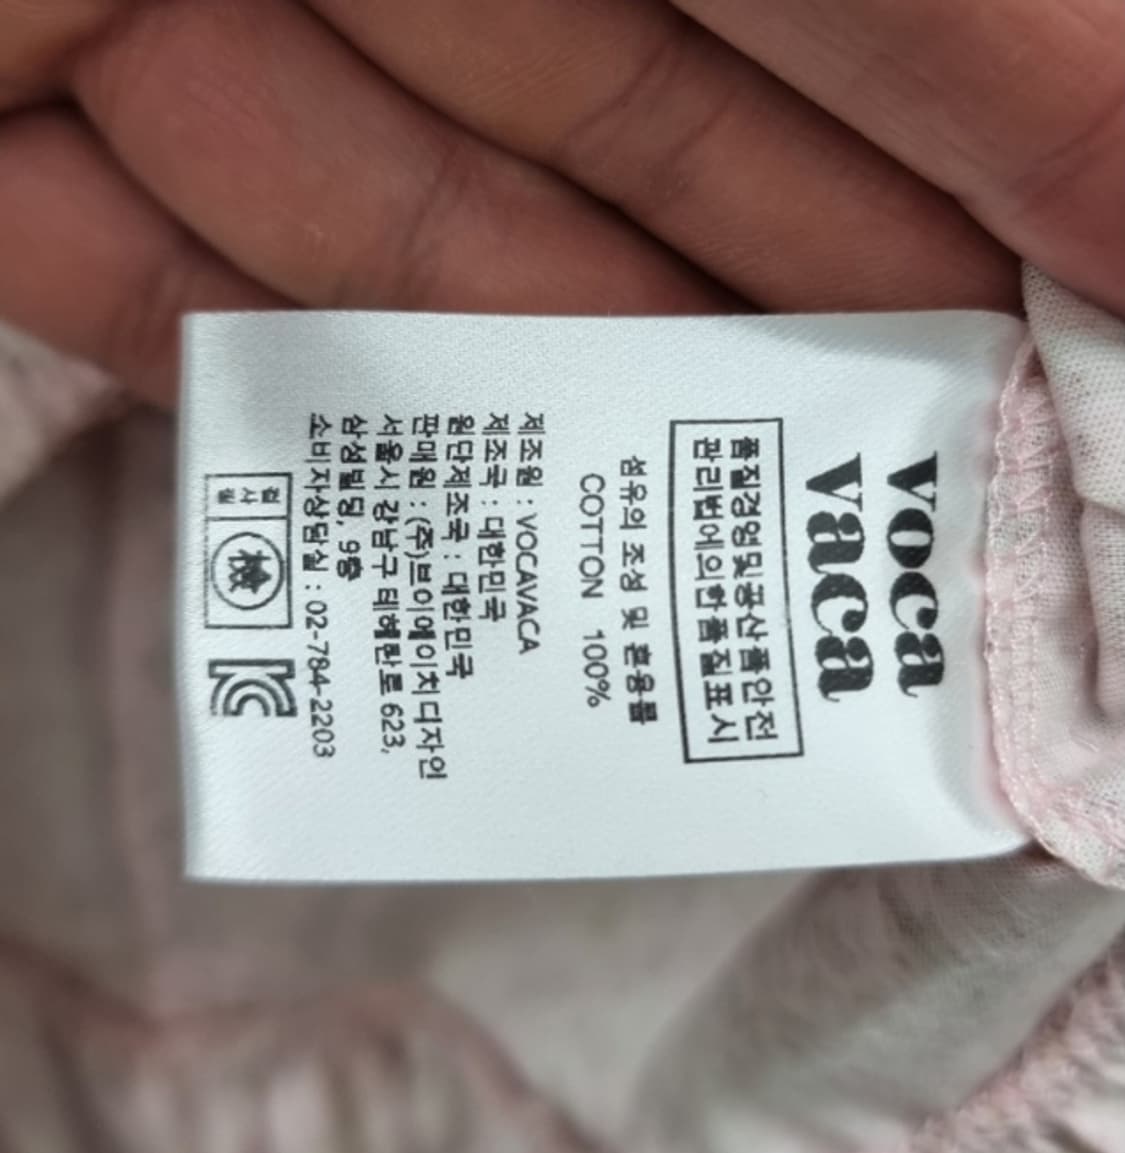 voca
vaca
품질경영및공산품안전
관리법에의한품질표시
섬유의 조성 및 혼용률
COTTON 100%
제조원 : VOCAVACA
제조국 : 대한민국
원단제조국 : 대한민국
판매원 : (주)브이에이치디자인
서울시 강남구 테헤란로 623,
삼성빌딩, 9층
소비자상담실 : 02-784-2203
검사필
檢